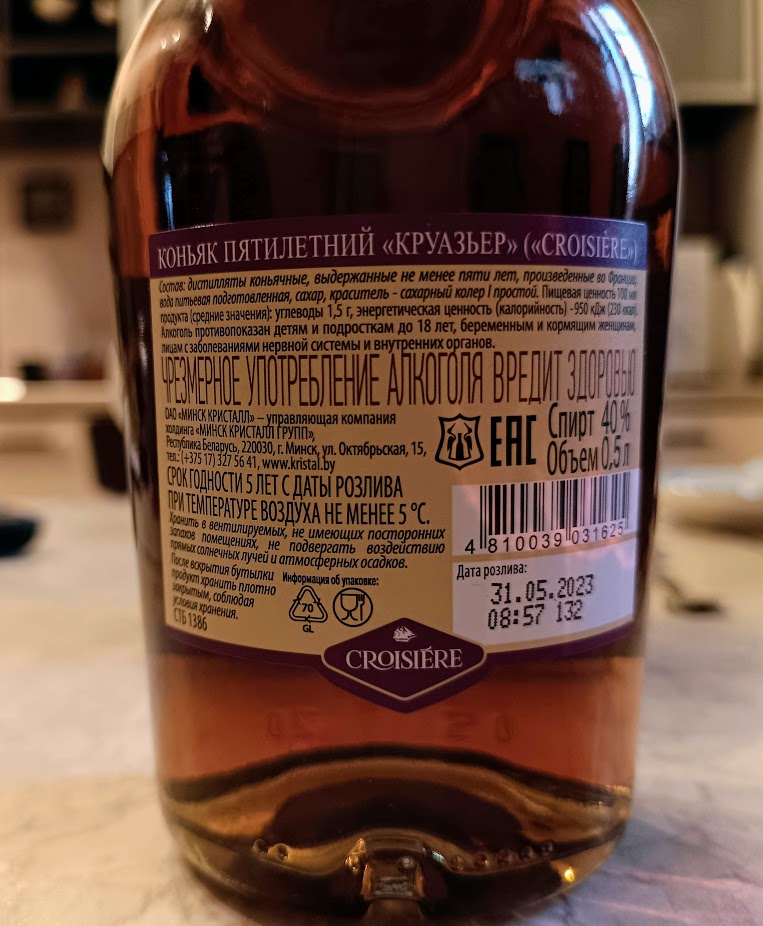 КОНЬЯК ПЯТИЛЕТНИЙ «КРУАЗЬЕР» («CROISIÈRE»)
Состав: дистилляты коньячные, выдержанные не менее пяти лет, произведенные во Франции,
вода питьевая подготовленная, сахар, краситель - сахарный колер I простой. Пищевая ценность 100 мл
продукта (средние значения): углеводы 1,5 г, энергетическая ценность (калорийность) - 950 кДж (230 ккал).
Алкоголь противопоказан детям и подросткам до 18 лет, беременным и кормящим женщинам,
лицам с заболеваниями нервной системы и внутренних органов.
ЧРЕЗМЕРНОЕ УПОТРЕБЛЕНИЕ АЛКОГОЛЯ ВРЕДИТ ЗДОРОВЬЮ
ОАО «МИНСК КРИСТАЛЛ» – управляющая компания
холдинга «МИНСК КРИСТАЛЛ ГРУПП»,
Республика Беларусь, 220030, г. Минск, ул. Октябрьская, 15,
тел.: (+375 17) 327 56 41, www.kristal.by
EAC
Спирт 40 %
Объем 0,5 л
СРОК ГОДНОСТИ 5 ЛЕТ С ДАТЫ РОЗЛИВА
ПРИ ТЕМПЕРАТУРЕ ВОЗДУХА НЕ МЕНЕЕ 5 °С.
Хранить в вентилируемых, не имеющих посторонних
запахов помещениях, не подвергать воздействию
прямых солнечных лучей и атмосферных осадков.
После вскрытия бутылки
продукт хранить плотно
закрытым, соблюдая
условия хранения.
СТБ 1386
Информация об упаковке:
70
GL
4 810039 031625
Дата розлива:
31.05.2023
08:57 132
CROISIÉRE